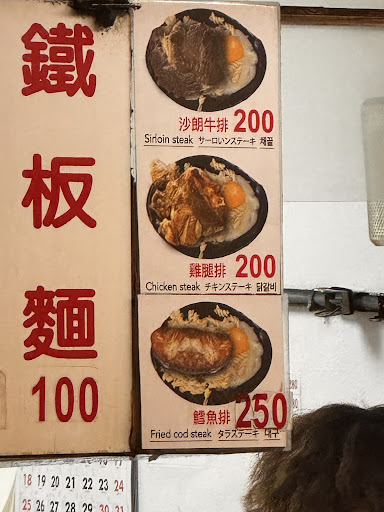 鐵板麵
100
沙朗牛排 200
Sirloin steak サーロインステーキ 채끝
雞腿排 200
Chicken steak チキンステーキ 닭갈비
鱈魚排 250
Fried cod steak タラステーキ 대구
18 19 20 21 22 23 24
25 26 27 28 29 30 31